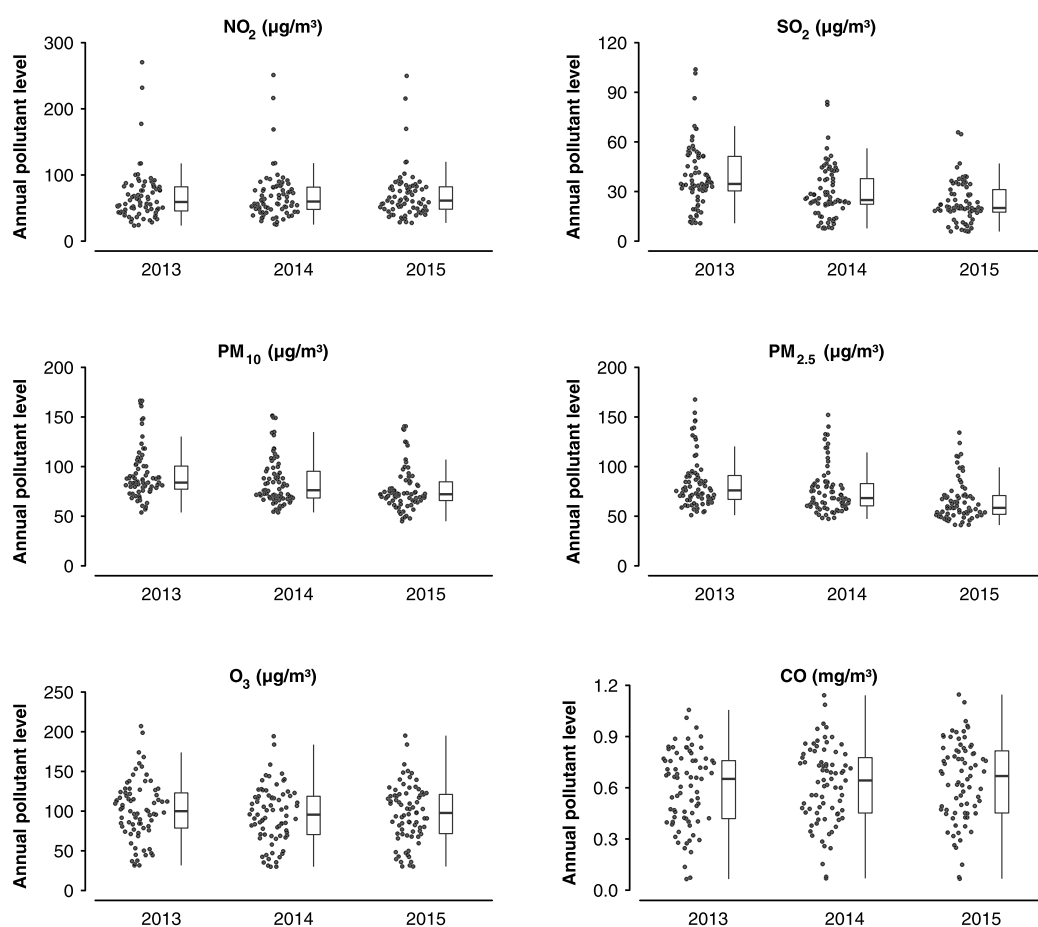 NO2 (µg/m³)
Annual pollutant level
300
200
100
0
2013 2014 2015
SO2 (µg/m³)
Annual pollutant level
120
90
60
30
0
2013 2014 2015
PM10 (µg/m³)
Annual pollutant level
200
150
100
50
0
2013 2014 2015
PM2.5 (µg/m³)
Annual pollutant level
200
150
100
50
0
2013 2014 2015
O3 (µg/m³)
Annual pollutant level
250
200
150
100
50
0
2013 2014 2015
CO (mg/m³)
Annual pollutant level
1.2
0.9
0.6
0.3
0.0
2013 2014 2015